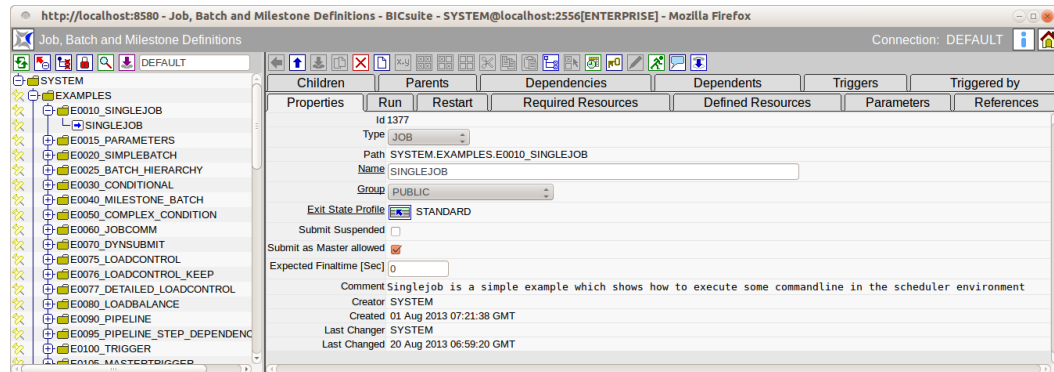 http://localhost:8580 - Job, Batch and Milestone Definitions - BICsuite - SYSTEM@localhost:2556[ENTERPRISE] - Mozilla Firefox
Job, Batch and Milestone Definitions
Connection: DEFAULT
DEFAULT
SYSTEM
EXAMPLES
E0010_SINGLEJOB
SINGLEJOB
E0015_PARAMETERS
E0020_SIMPLEBATCH
E0025_BATCH_HIERARCHY
E0030_CONDITIONAL
E0040_MILESTONE_BATCH
E0050_COMPLEX_CONDITION
E0060_JOBCOMM
E0070_DYNSUBMIT
E0075_LOADCONTROL
E0076_LOADCONTROL_KEEP
E0077_DETAILED_LOADCONTROL
E0080_LOADBALANCE
E0090_PIPELINE
E0095_PIPELINE_STEP_DEPENDENC
E0100_TRIGGER
E0105_MASTERTRIGGER
Children Parents Dependencies Dependents Triggers Triggered by
Properties Run Restart Required Resources Defined Resources Parameters References
Id 1377
Type JOB
Path SYSTEM.EXAMPLES.E0010_SINGLEJOB
Name SINGLEJOB
Group PUBLIC
Exit State Profile STANDARD
Submit Suspended
Submit as Master allowed
Expected Finaltime [Sec] 0
Comment Singlejob is a simple example which shows how to execute some commandline in the scheduler environment
Creator SYSTEM
Created 01 Aug 2013 07:21:38 GMT
Last Changer SYSTEM
Last Changed 20 Aug 2013 06:59:20 GMT